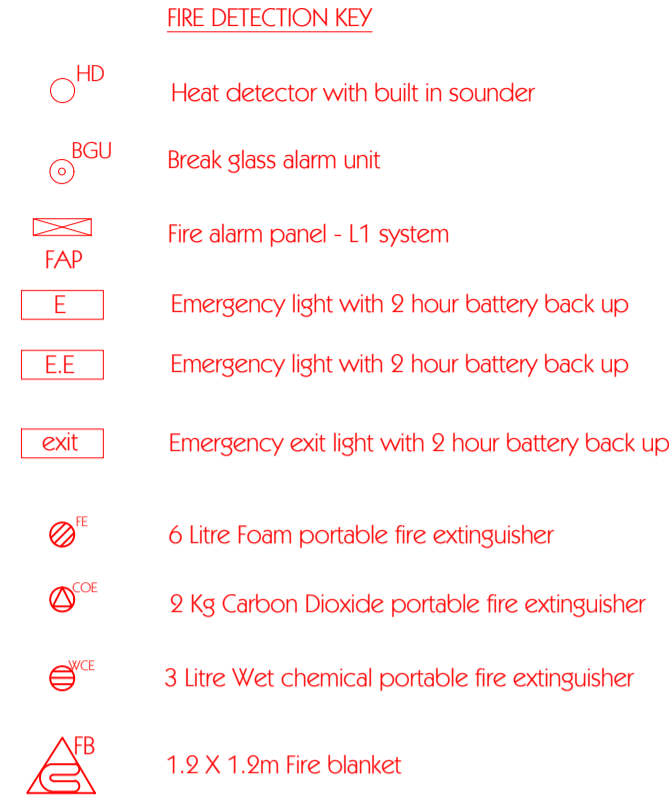 FIRE DETECTION KEY
HD
Heat detector with built in sounder
BGU
Break glass alarm unit
Fire alarm panel - L1 system
FAP
E Emergency light with 2 hour battery back up
E.E Emergency light with 2 hour battery back up
exit Emergency exit light with 2 hour battery back up
FE
6 Litre Foam portable fire extinguisher
COE
2 Kg Carbon Dioxide portable fire extinguisher
WCE
3 Litre Wet chemical portable fire extinguisher
FB
1.2 X 1.2m Fire blanket